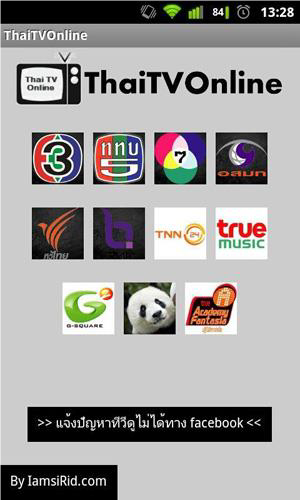 84 13:28
ThaiTVOnline
Thai TV
Online
ThaiTVOnline
3
ททบ
5
7
อสมท
ทีวีไทย
TNN 24
true
music
G²
G-SQUARE
true
Academy
Fantasia
>> แจ้งปัญหาทีวีดูไม่ได้ทาง facebook <<
By IamsiRid.com